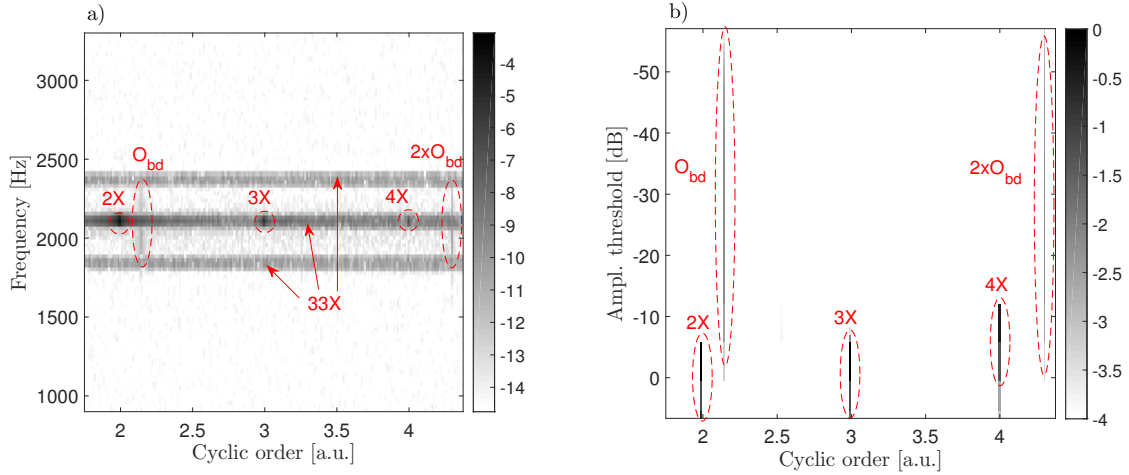 a)
3300
3000
2500
2000
1500
1000
Frequency [Hz]
O_bd
2xO_bd
2X
3X
4X
33X
2
2.5
3
3.5
4
Cyclic order [a.u.]
-4
-5
-6
-7
-8
-9
-10
-11
-12
-13
-14
b)
-50
-40
-30
-20
-10
0
Ampl. threshold [dB]
O_bd
2xO_bd
2X
3X
4X
2
2.5
3
3.5
4
Cyclic order [a.u.]
0
-0.5
-1
-1.5
-2
-2.5
-3
-3.5
-4